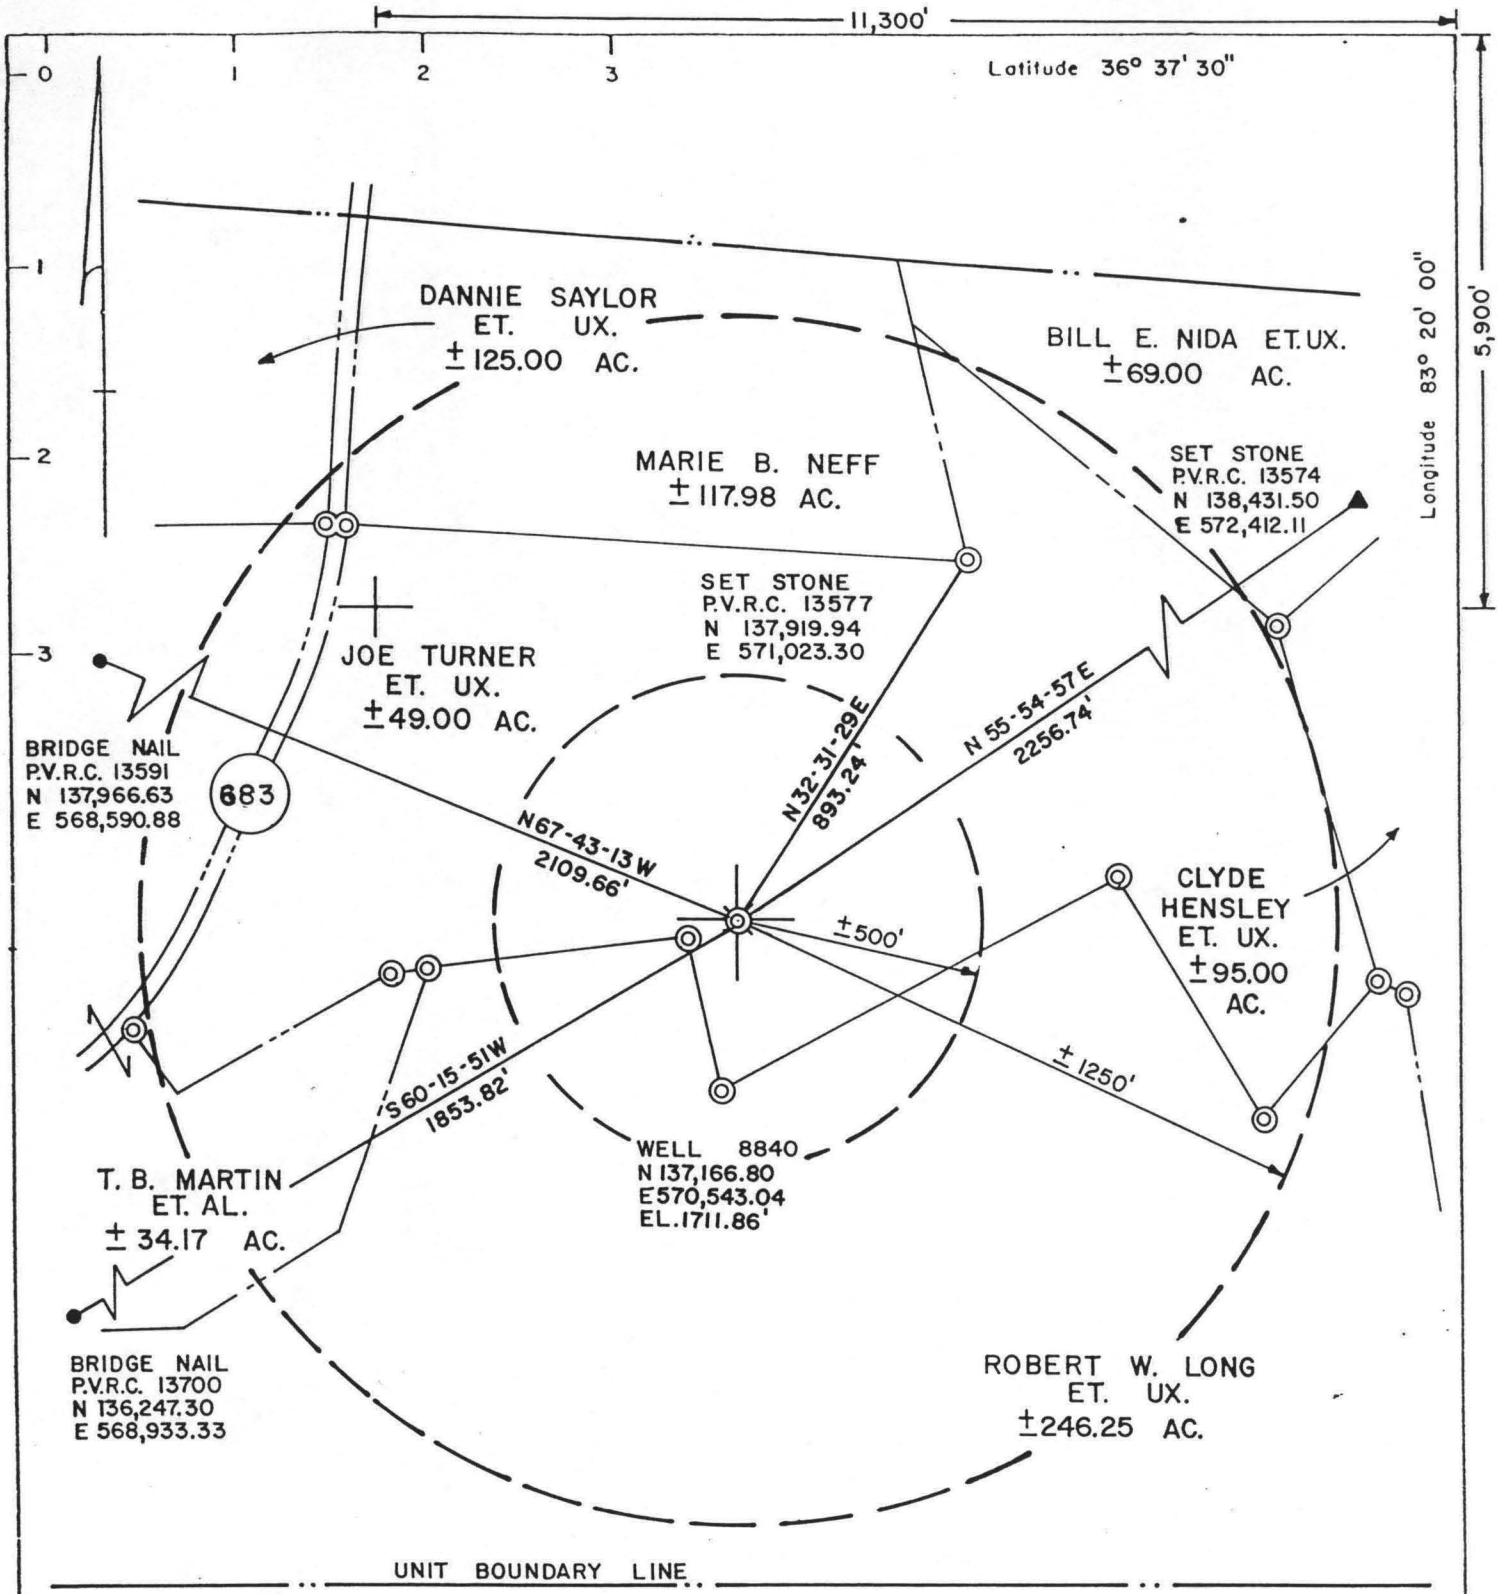 11,300'
0 1 2 3
Latitude 36° 37' 30"
1
2
3
Longitude 83° 20' 00"
5,900'
DANNIE SAYLOR
ET. UX.
± 125.00 AC.
BILL E. NIDA ET.UX.
± 69.00 AC.
MARIE B. NEFF
± 117.98 AC.
SET STONE
P.V.R.C. 13574
N 138,431.50
E 572,412.11
SET STONE
P.V.R.C. 13577
N 137,919.94
E 571,023.30
JOE TURNER
ET. UX.
±49.00 AC.
BRIDGE NAIL
P.V.R.C. 13591
N 137,966.63
E 568,590.88
683
N67-43-13W
2109.66'
N32-31-29E
893.24'
N 55-54-57E
2256.74'
CLYDE
HENSLEY
ET. UX.
±95.00
AC.
±500'
± 1250'
S60-15-51W
1853.82'
WELL 8840
N 137,166.80
E570,543.04
EL.1711.86'
T. B. MARTIN
ET. AL.
± 34.17 AC.
BRIDGE NAIL
P.V.R.C. 13700
N 136,247.30
E 568,933.33
ROBERT W. LONG
ET. UX.
±246.25 AC.
UNIT BOUNDARY LINE